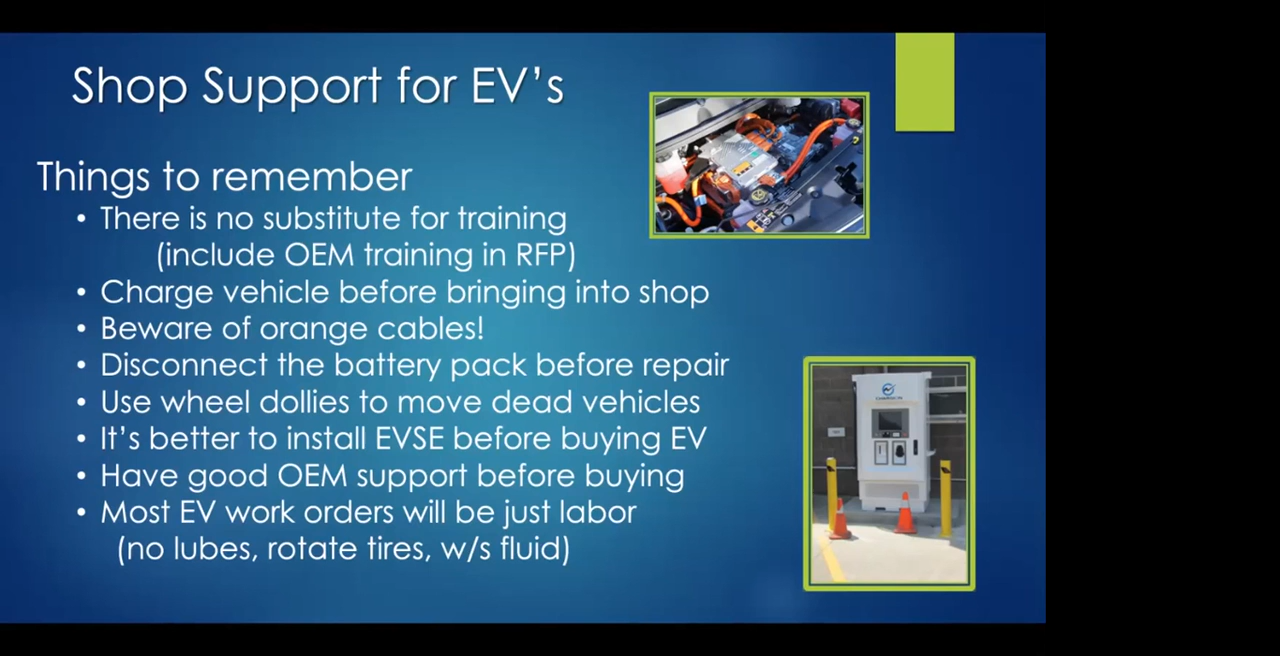 Shop Support for EV's
Things to remember
• There is no substitute for training
(include OEM training in RFP)
• Charge vehicle before bringing into shop
• Beware of orange cables!
• Disconnect the battery pack before repair
• Use wheel dollies to move dead vehicles
• It's better to install EVSE before buying EV
• Have good OEM support before buying
• Most EV work orders will be just labor
(no lubes, rotate tires, w/s fluid)